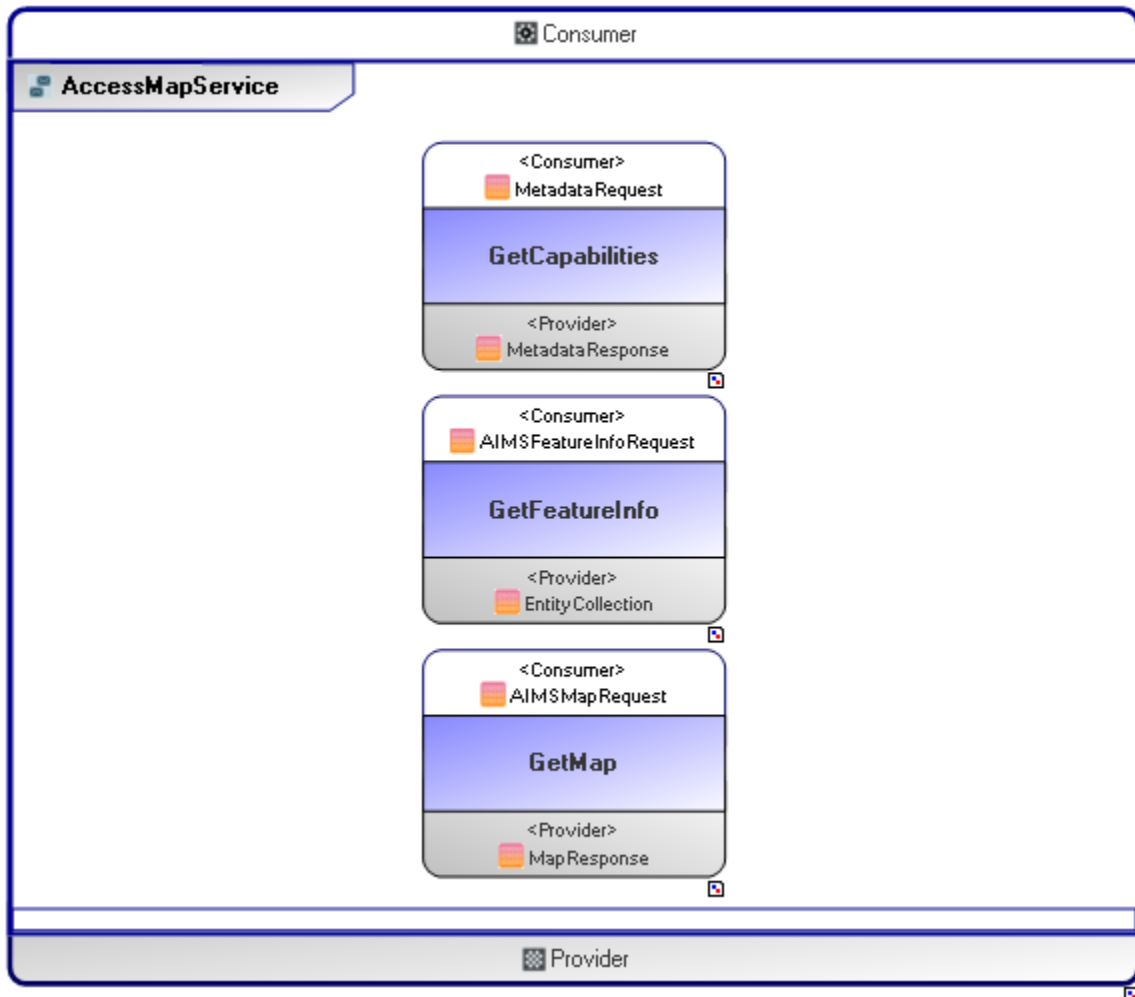 Consumer
AccessMapService
<Consumer>
MetadataRequest
GetCapabilities
<Provider>
MetadataResponse
<Consumer>
AIMSFeatureInfoRequest
GetFeatureInfo
<Provider>
EntityCollection
<Consumer>
AIMSMapRequest
GetMap
<Provider>
MapResponse
Provider